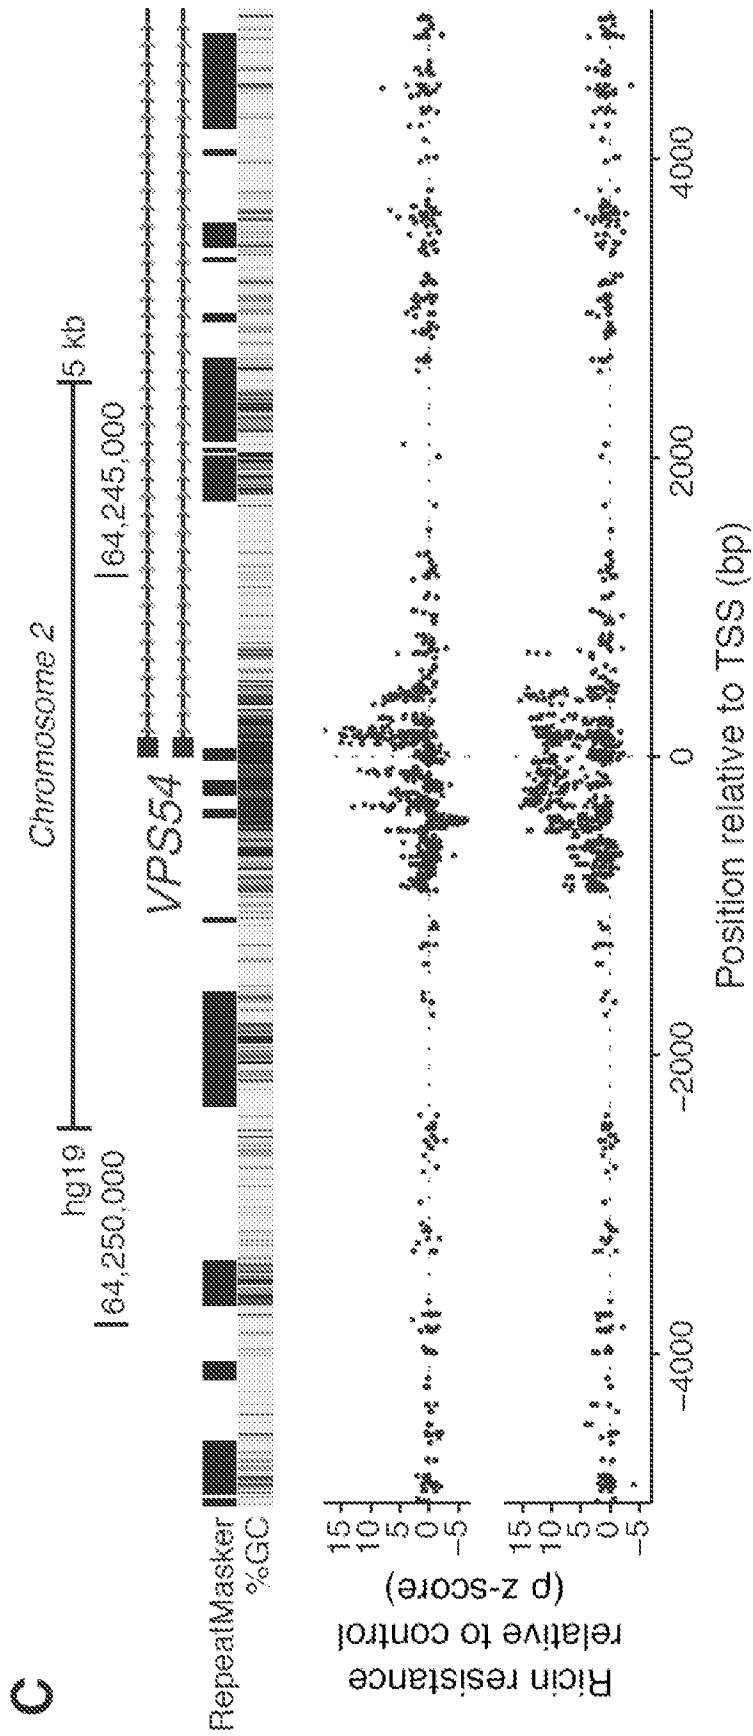 C
Chromosome 2
hg19
5 kb
64,250,000
64,245,000
VPS54
RepeatMasker
%GC
Ricin resistance
relative to control
(ρ z-score)
15
10
5
0
-5
15
10
5
0
-5
-4000
-2000
0
2000
4000
Position relative to TSS (bp)